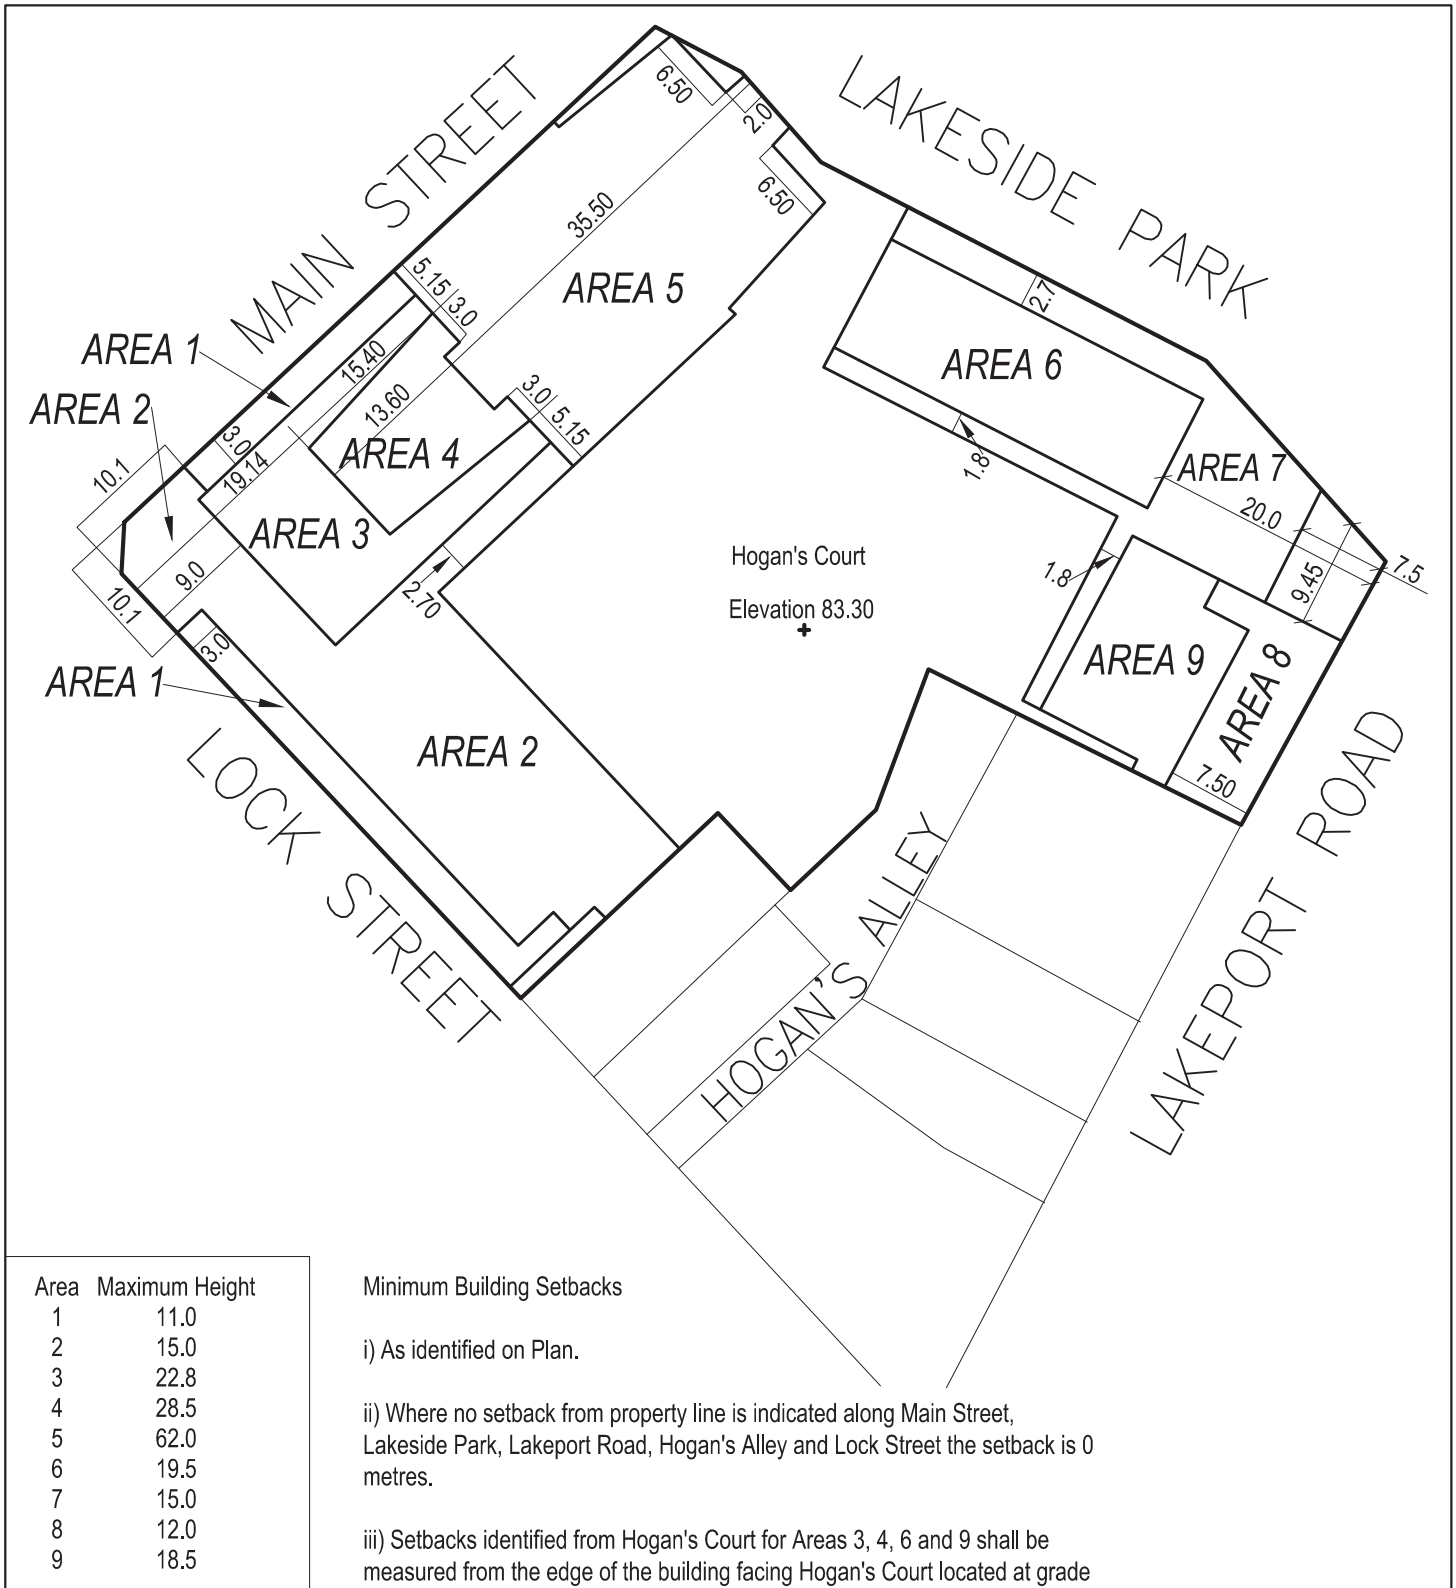 MAIN STREET
LAKESIDE PARK
6.50
2.0
6.50
35.50
5.15
3.0
AREA 5
2.7
AREA 1
AREA 2
15.40
13.60
AREA 6
3.0
5.15
1.8
AREA 4
3.0
19.14
10.1
AREA 7
20.0
AREA 3
9.0
10.1
2.70
Hogan's Court
Elevation 83.30
1.8
9.45
7.5
3.0
AREA 1
AREA 9
AREA 8
7.50
AREA 2
LOCK STREET
HOGAN'S ALLEY
LAKEPORT ROAD
Area Maximum Height
1 11.0
2 15.0
3 22.8
4 28.5
5 62.0
6 19.5
7 15.0
8 12.0
9 18.5
Minimum Building Setbacks
i) As identified on Plan.
ii) Where no setback from property line is indicated along Main Street,
Lakeside Park, Lakeport Road, Hogan's Alley and Lock Street the setback is 0
metres.
iii) Setbacks identified from Hogan's Court for Areas 3, 4, 6 and 9 shall be
measured from the edge of the building facing Hogan's Court located at grade